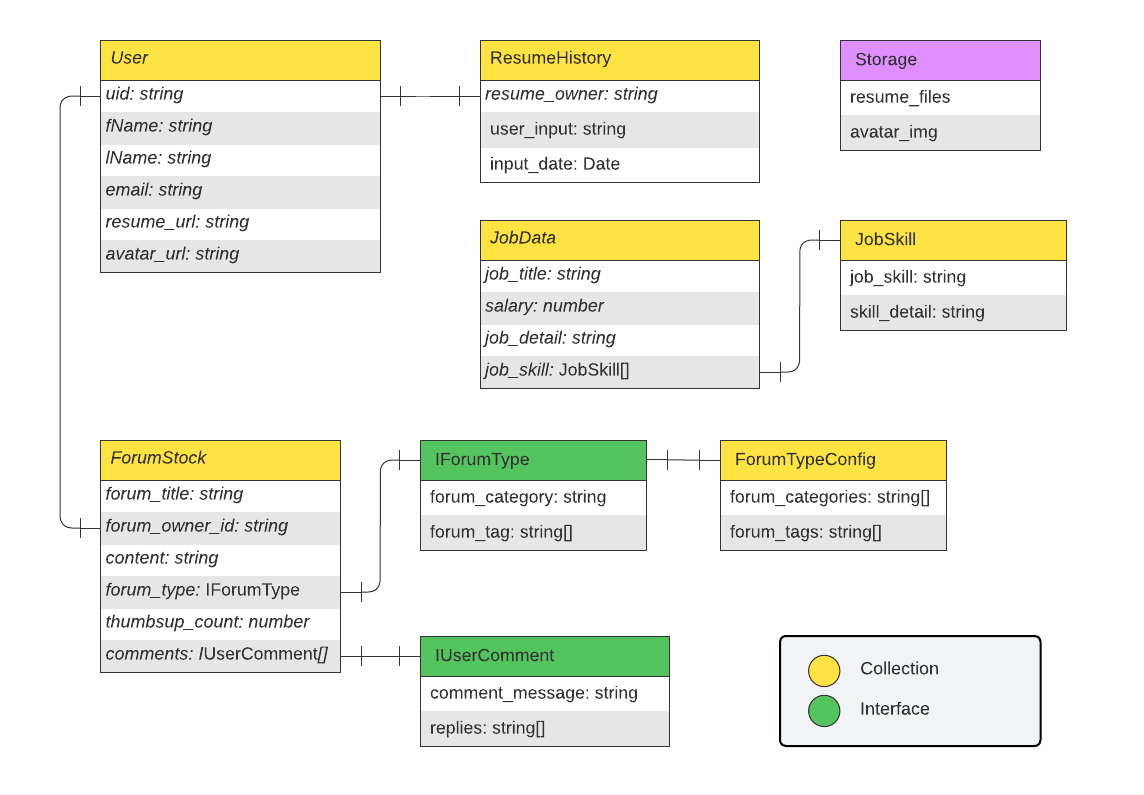 User
uid: string
fName: string
lName: string
email: string
resume_url: string
avatar_url: string
ResumeHistory
resume_owner: string
user_input: string
input_date: Date
Storage
resume_files
avatar_img
JobData
job_title: string
salary: number
job_detail: string
job_skill: JobSkill[]
JobSkill
job_skill: string
skill_detail: string
ForumStock
forum_title: string
forum_owner_id: string
content: string
forum_type: IForumType
thumbsup_count: number
comments: IUserComment[]
IForumType
forum_category: string
forum_tag: string[]
ForumTypeConfig
forum_categories: string[]
forum_tags: string[]
IUserComment
comment_message: string
replies: string[]
Collection
Interface